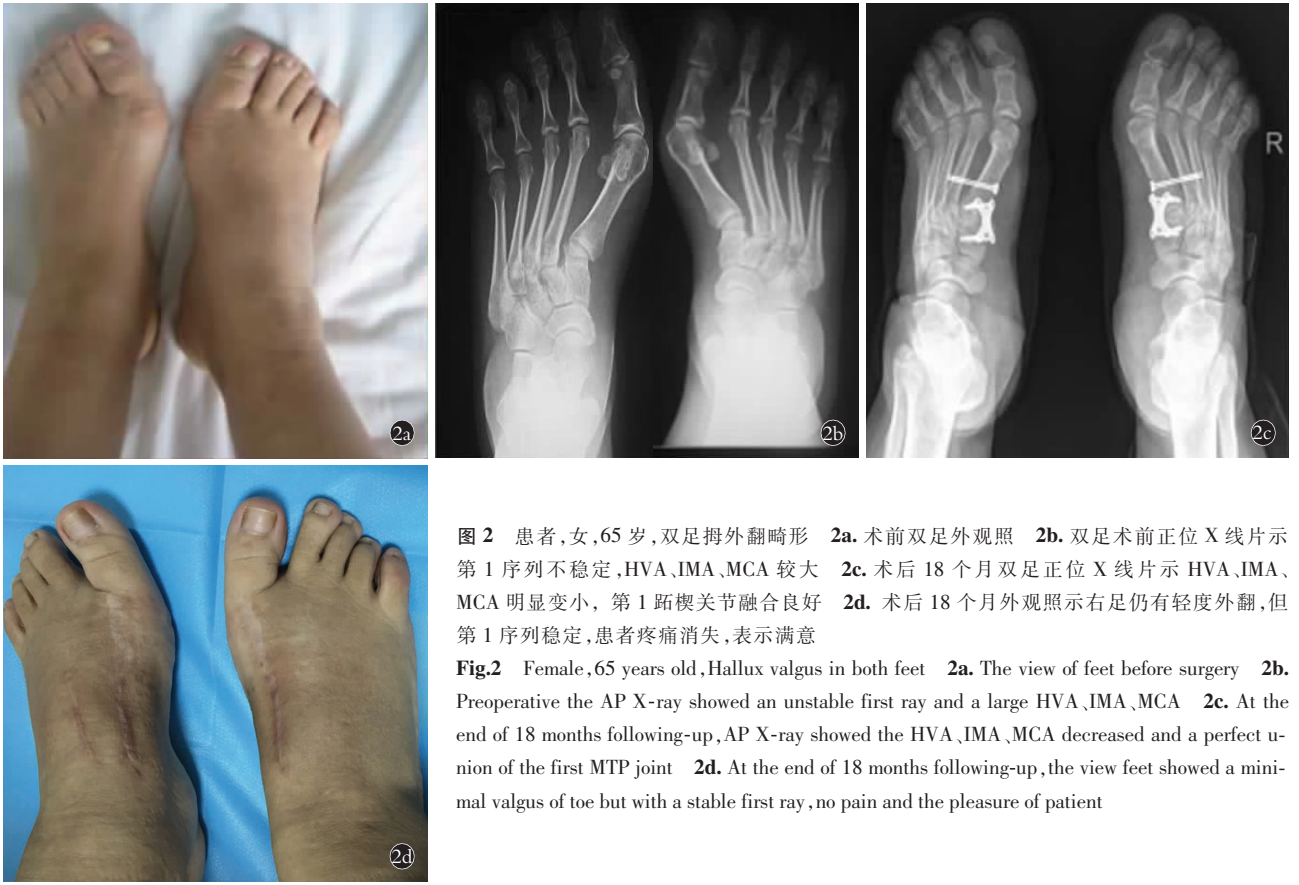 2a
2b
R
2c
2d
图 2 患者,女,65 岁,双足拇外翻畸形 2a. 术前双足外观照 2b. 双足术前正位 X 线片示
第 1 序列不稳定,HVA、IMA、MCA 较大 2c. 术后 18 个月双足正位 X 线片示 HVA、IMA、
MCA 明显变小, 第 1 跖楔关节融合良好 2d. 术后 18 个月外观照示右足仍有轻度外翻,但
第 1 序列稳定,患者疼痛消失,表示满意
Fig.2 Female,65 years old,Hallux valgus in both feet 2a. The view of feet before surgery 2b.
Preoperative the AP X-ray showed an unstable first ray and a large HVA、IMA、MCA 2c. At the
end of 18 months following-up,AP X-ray showed the HVA、IMA、MCA decreased and a perfect u-
nion of the first MTP joint 2d. At the end of 18 months following-up,the view feet showed a mini-
mal valgus of toe but with a stable first ray,no pain and the pleasure of patient